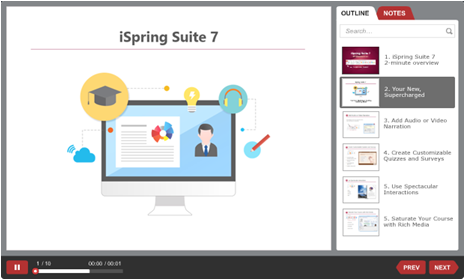 iSpring Suite 7
OUTLINE
NOTES
Search...
1. iSpring Suite 7
2-minute overview
2. Your New,
Supercharged
3. Add Audio or Video
Narration
4. Create Customizable
Quizzes and Surveys
5. Use Spectacular
Interactions
5. Saturate Your Course
with Rich Media
1 / 10
00:00 / 00:01
PREV
NEXT